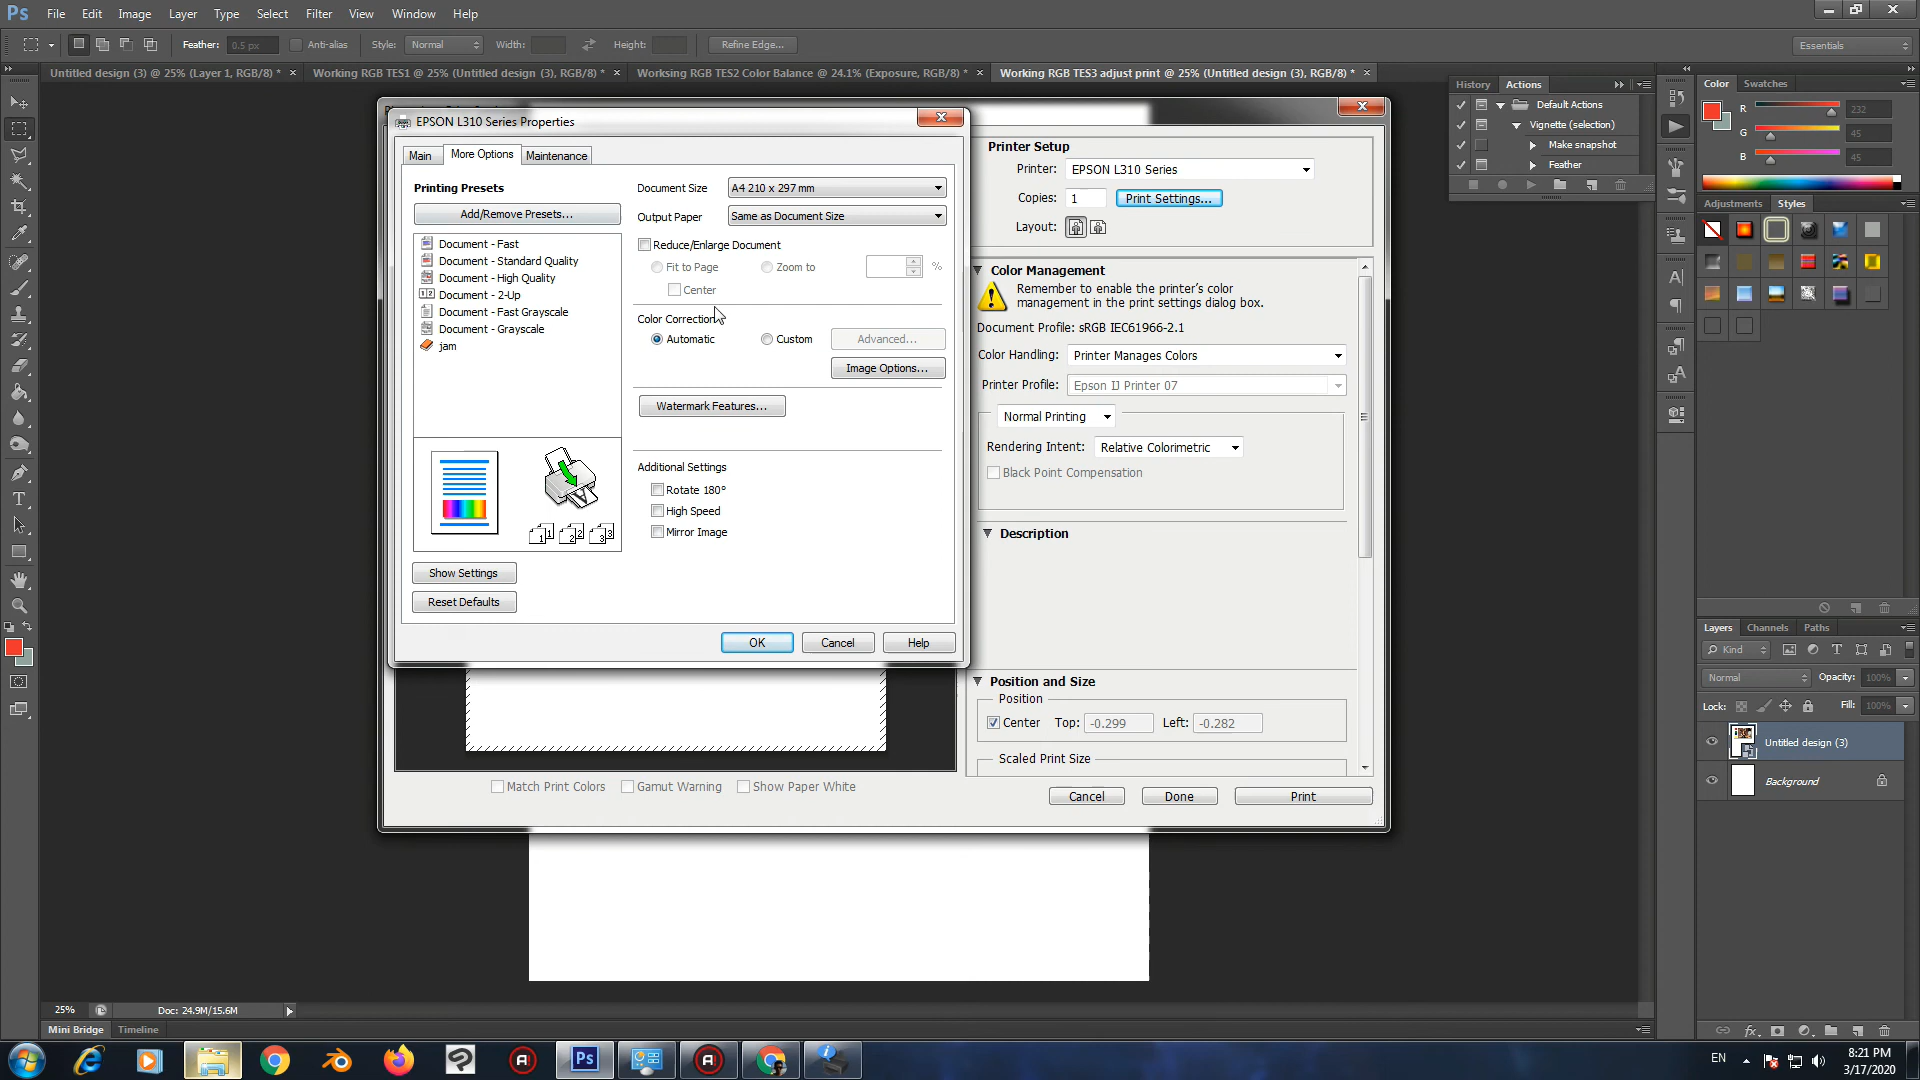 Ps File Edit Image Layer Type Select Filter View Window Help
Feather: 0.5 px Anti-alias Style: Normal Width: Height: Refine Edge... Essentials
Untitled design (3) @ 25% (Layer 1, RGB/8) * × Working RGB TES1 @ 25% (Untitled design (3), RGB/8) * × Worksing RGB TES2 Color Balance @ 24.1% (Exposure, RGB/8) * × Working RGB TES3 adjust print @ 25% (Untitled design (3), RGB/8) * ×
EPSON L310 Series Properties
Main More Options Maintenance
Printing Presets
Add/Remove Presets...
Document - Fast
Document - Standard Quality
Document - High Quality
Document - 2-Up
Document - Fast Grayscale
Document - Grayscale
jam
1 1 2 2 3 3
Show Settings
Reset Defaults
Document Size A4 210 x 297 mm
Output Paper Same as Document Size
Reduce/Enlarge Document
Fit to Page Zoom to %
Center
Color Correction
Automatic Custom Advanced...
Image Options...
Watermark Features...
Additional Settings
Rotate 180°
High Speed
Mirror Image
OK Cancel Help
Printer Setup
Printer: EPSON L310 Series
Copies: 1 Print Settings...
Layout:
Color Management
Remember to enable the printer's color
management in the print settings dialog box.
Document Profile: sRGB IEC61966-2.1
Color Handling: Printer Manages Colors
Printer Profile: Epson IJ Printer 07
Normal Printing
Rendering Intent: Relative Colorimetric
Black Point Compensation
Description
Position and Size
Position
Center Top: -0.299 Left: -0.282
Scaled Print Size
Match Print Colors Gamut Warning Show Paper White
Cancel Done Print
History Actions
Default Actions
Vignette (selection)
Make snapshot
Feather
Color Swatches
R 232
G 45
B 45
Adjustments Styles
Layers Channels Paths
Kind
Normal Opacity: 100%
Lock: Fill: 100%
Untitled design (3)
Background
25% Doc: 24.9M/15.6M
Mini Bridge Timeline
Ps EN 8:21 PM
3/17/2020